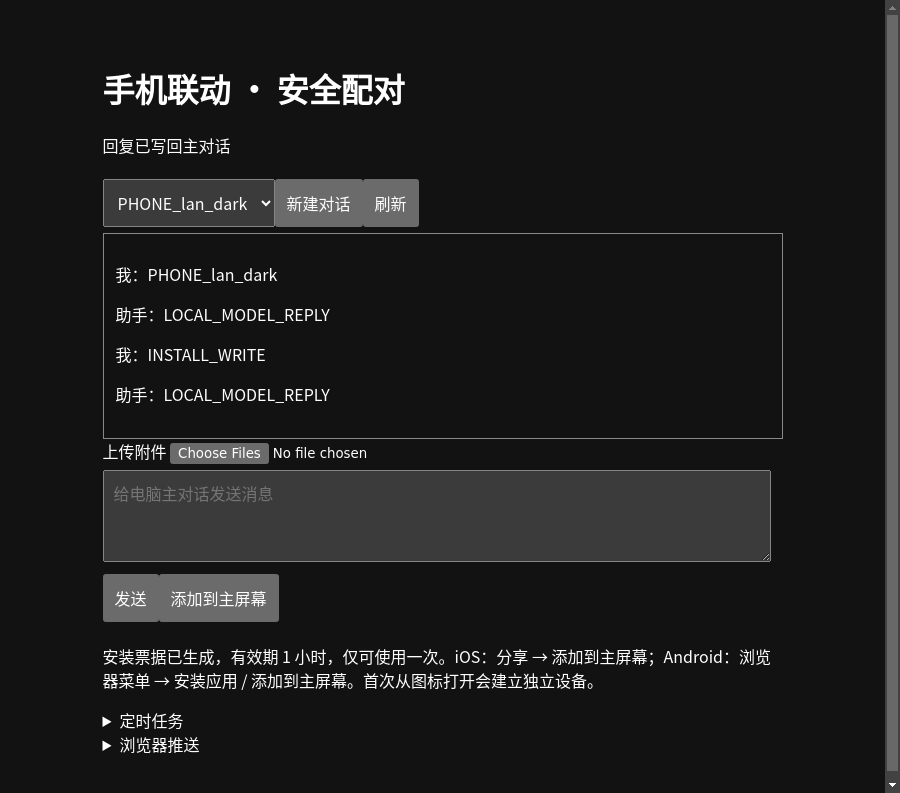 手机联动 · 安全配对
回复已写回主对话
PHONE_lan_dark 新建对话 刷新
我：PHONE_lan_dark
助手：LOCAL_MODEL_REPLY
我：INSTALL_WRITE
助手：LOCAL_MODEL_REPLY
上传附件 Choose Files No file chosen
给电脑主对话发送消息
发送 添加到主屏幕
安装票据已生成，有效期 1 小时，仅可使用一次。iOS：分享 → 添加到主屏幕；Android：浏览
器菜单 → 安装应用 / 添加到主屏幕。首次从图标打开会建立独立设备。
定时任务
浏览器推送